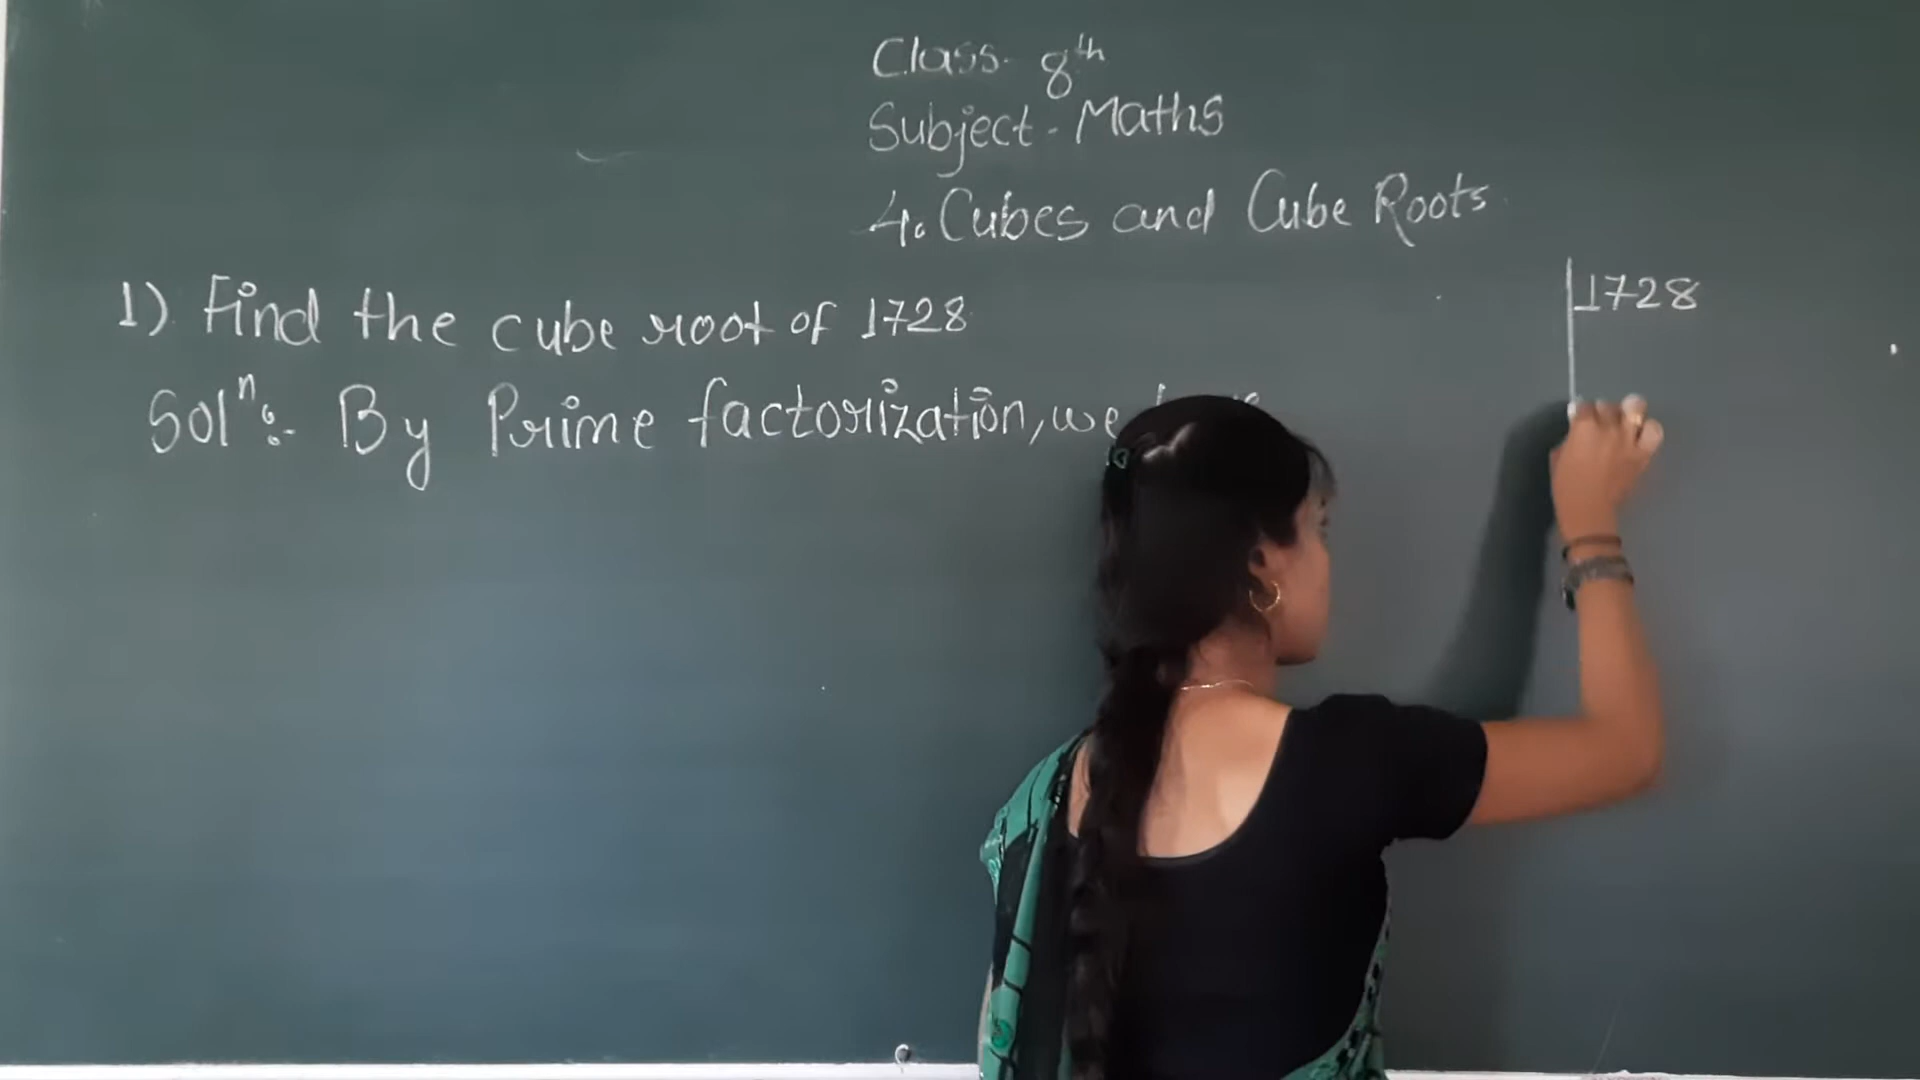 Class- 8th
Subject - Maths
4. Cubes and Cube Roots
1) Find the cube root of 1728
1728
Soln:- By Prime factorization, we